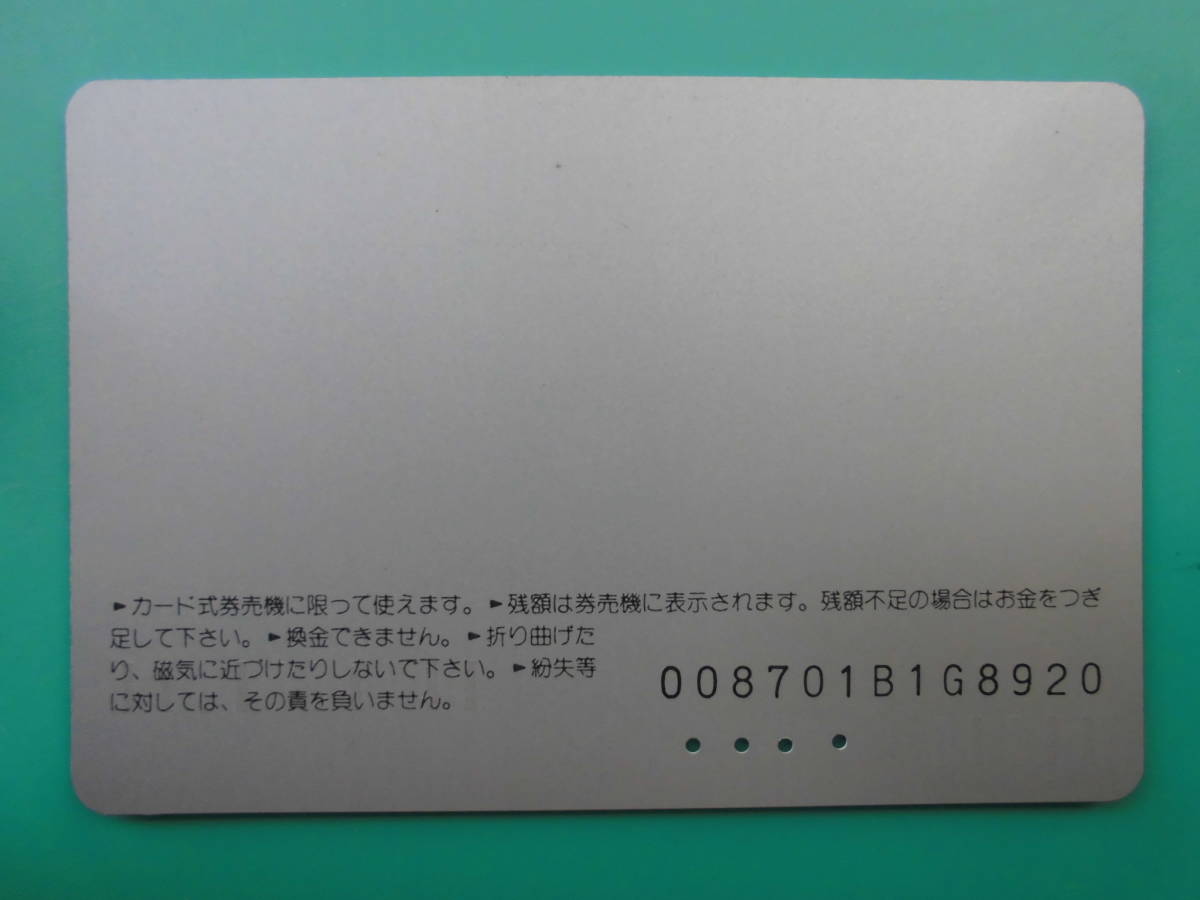 ►カード式券売機に限って使えます。►残額は券売機に表示されます。残額不足の場合はお金をつぎ
足して下さい。►換金できません。►折り曲げた
り、磁気に近づけたりしないで下さい。►紛失等
に対しては、その責を負いません。
008701B1G8920